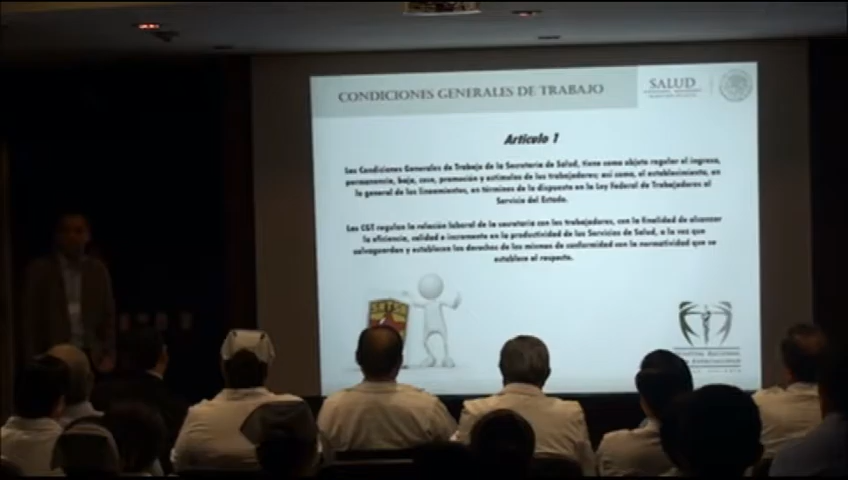 CONDICIONES GENERALES DE TRABAJO
SALUD
Artículo 1
Las Condiciones Generales de Trabajo de la Secretaría de Salud, tiene como objeto regular el ingreso,
permanencia, baja, cese, promoción y estímulos de los trabajadores; así como, el establecimiento, en
lo general de los lineamientos, en términos de lo dispuesto en la Ley Federal de Trabajadores al
Servicio del Estado.
Las CGT regulan la relación laboral de la secretaría con los trabajadores, con la finalidad de alcanzar
la eficiencia, calidad e incremento en la productividad de los Servicios de Salud, a la vez que
salvaguardan y establecen los derechos de los mismos de conformidad con la normatividad que se
establece al respecto.
HOSPITAL REGIONAL